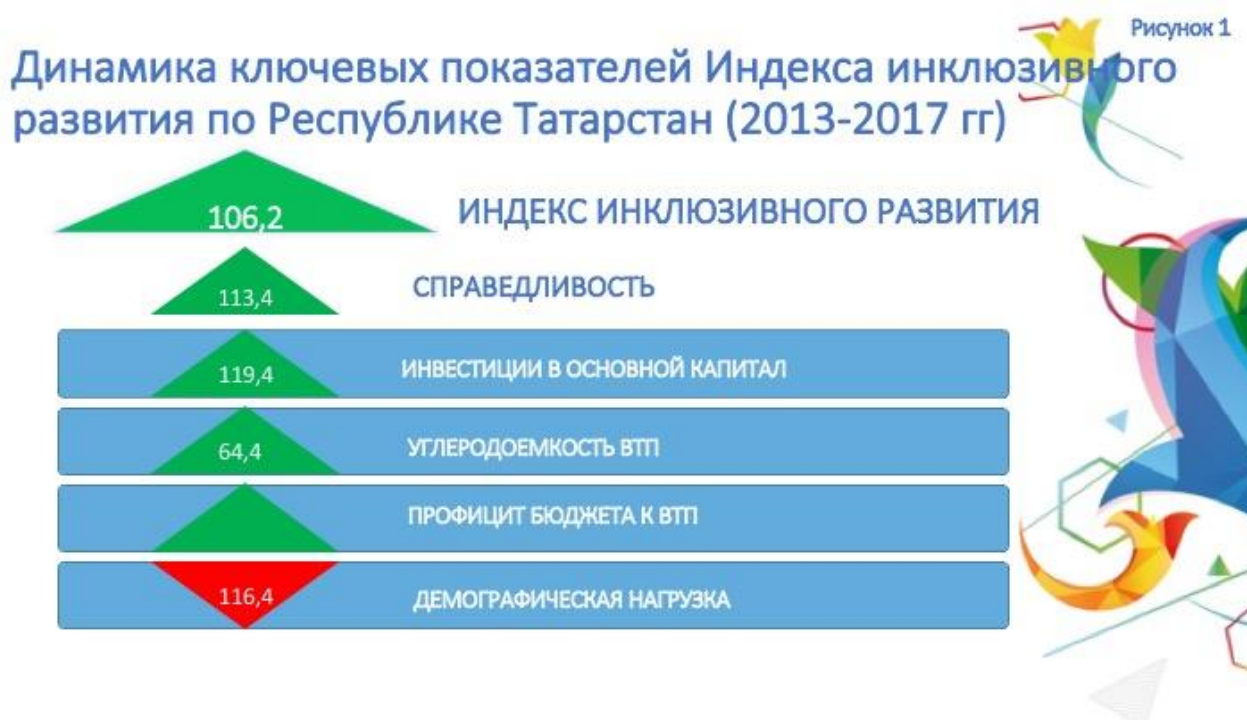 Рисунок 1
Динамика ключевых показателей Индекса инклюзивного
развития по Республике Татарстан (2013-2017 гг)
106,2 ИНДЕКС ИНКЛЮЗИВНОГО РАЗВИТИЯ
113,4 СПРАВЕДЛИВОСТЬ
119,4 ИНВЕСТИЦИИ В ОСНОВНОЙ КАПИТАЛ
64,4 УГЛЕРОДОЕМКОСТЬ ВТП
ПРОФИЦИТ БЮДЖЕТА К ВТП
116,4 ДЕМОГРАФИЧЕСКАЯ НАГРУЗКА